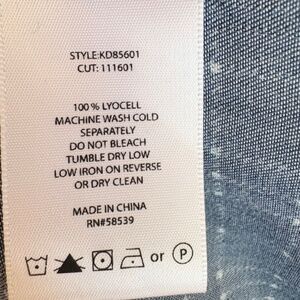 STYLE:KD85601
CUT: 111601
100 % LYOCELL
MACHINE WASH COLD
SEPARATELY
DO NOT BLEACH
TUMBLE DRY LOW
LOW IRON ON REVERSE
OR DRY CLEAN
MADE IN CHINA
RN#58539
or P